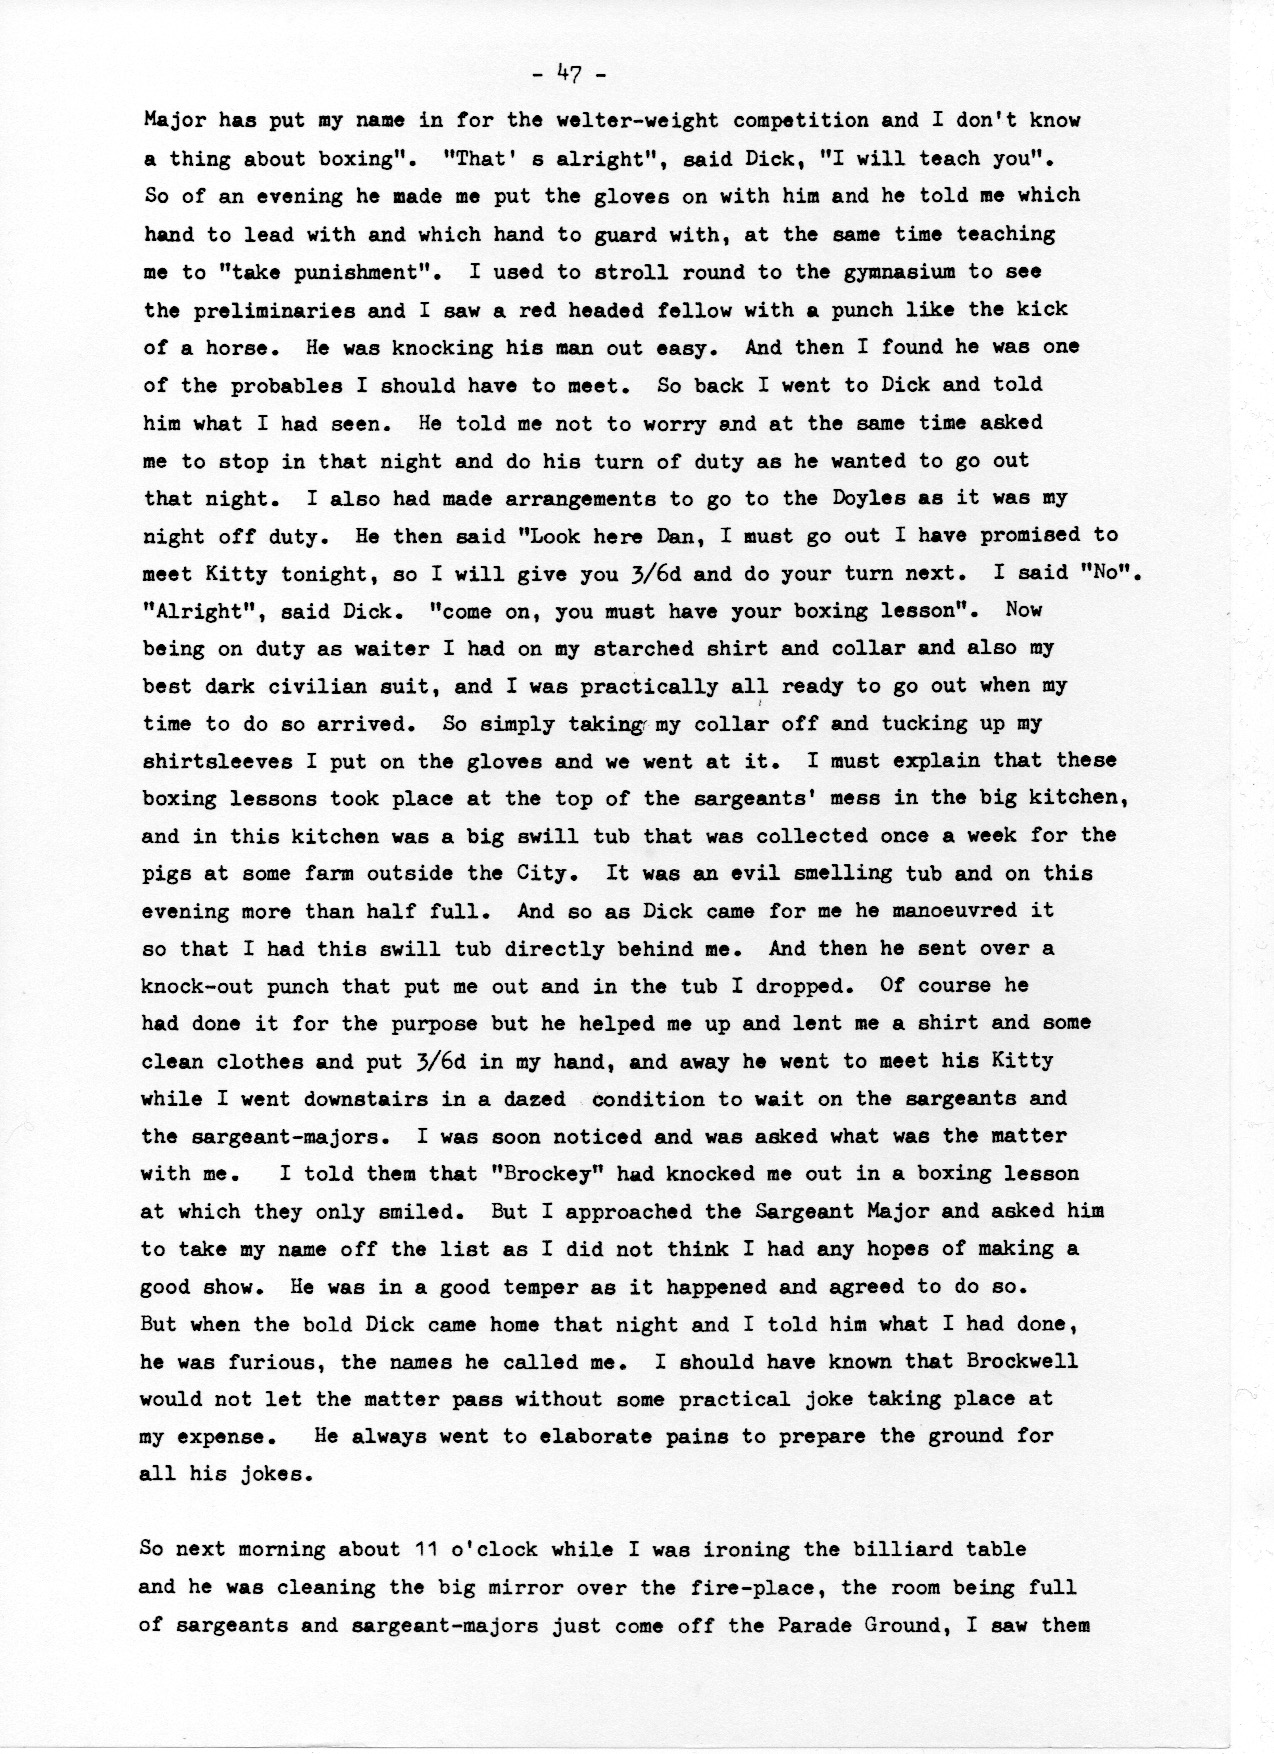 - 47 -
Major has put my name in for the welter-weight competition and I don't know
a thing about boxing". "That' s alright", said Dick, "I will teach you".
So of an evening he made me put the gloves on with him and he told me which
hand to lead with and which hand to guard with, at the same time teaching
me to "take punishment". I used to stroll round to the gymnasium to see
the preliminaries and I saw a red headed fellow with a punch like the kick
of a horse. He was knocking his man out easy. And then I found he was one
of the probables I should have to meet. So back I went to Dick and told
him what I had seen. He told me not to worry and at the same time asked
me to stop in that night and do his turn of duty as he wanted to go out
that night. I also had made arrangements to go to the Doyles as it was my
night off duty. He then said "Look here Dan, I must go out I have promised to
meet Kitty tonight, so I will give you 3/6d and do your turn next. I said "No".
"Alright", said Dick. "come on, you must have your boxing lesson". Now
being on duty as waiter I had on my starched shirt and collar and also my
best dark civilian suit, and I was practically all ready to go out when my
time to do so arrived. So simply taking my collar off and tucking up my
shirtsleeves I put on the gloves and we went at it. I must explain that these
boxing lessons took place at the top of the sargeants' mess in the big kitchen,
and in this kitchen was a big swill tub that was collected once a week for the
pigs at some farm outside the City. It was an evil smelling tub and on this
evening more than half full. And so as Dick came for me he manoeuvred it
so that I had this swill tub directly behind me. And then he sent over a
knock-out punch that put me out and in the tub I dropped. Of course he
had done it for the purpose but he helped me up and lent me a shirt and some
clean clothes and put 3/6d in my hand, and away he went to meet his Kitty
while I went downstairs in a dazed condition to wait on the sargeants and
the sargeant-majors. I was soon noticed and was asked what was the matter
with me. I told them that "Brockey" had knocked me out in a boxing lesson
at which they only smiled. But I approached the Sargeant Major and asked him
to take my name off the list as I did not think I had any hopes of making a
good show. He was in a good temper as it happened and agreed to do so.
But when the bold Dick came home that night and I told him what I had done,
he was furious, the names he called me. I should have known that Brockwell
would not let the matter pass without some practical joke taking place at
my expense. He always went to elaborate pains to prepare the ground for
all his jokes.

So next morning about 11 o'clock while I was ironing the billiard table
and he was cleaning the big mirror over the fire-place, the room being full
of sargeants and sargeant-majors just come off the Parade Ground, I saw them